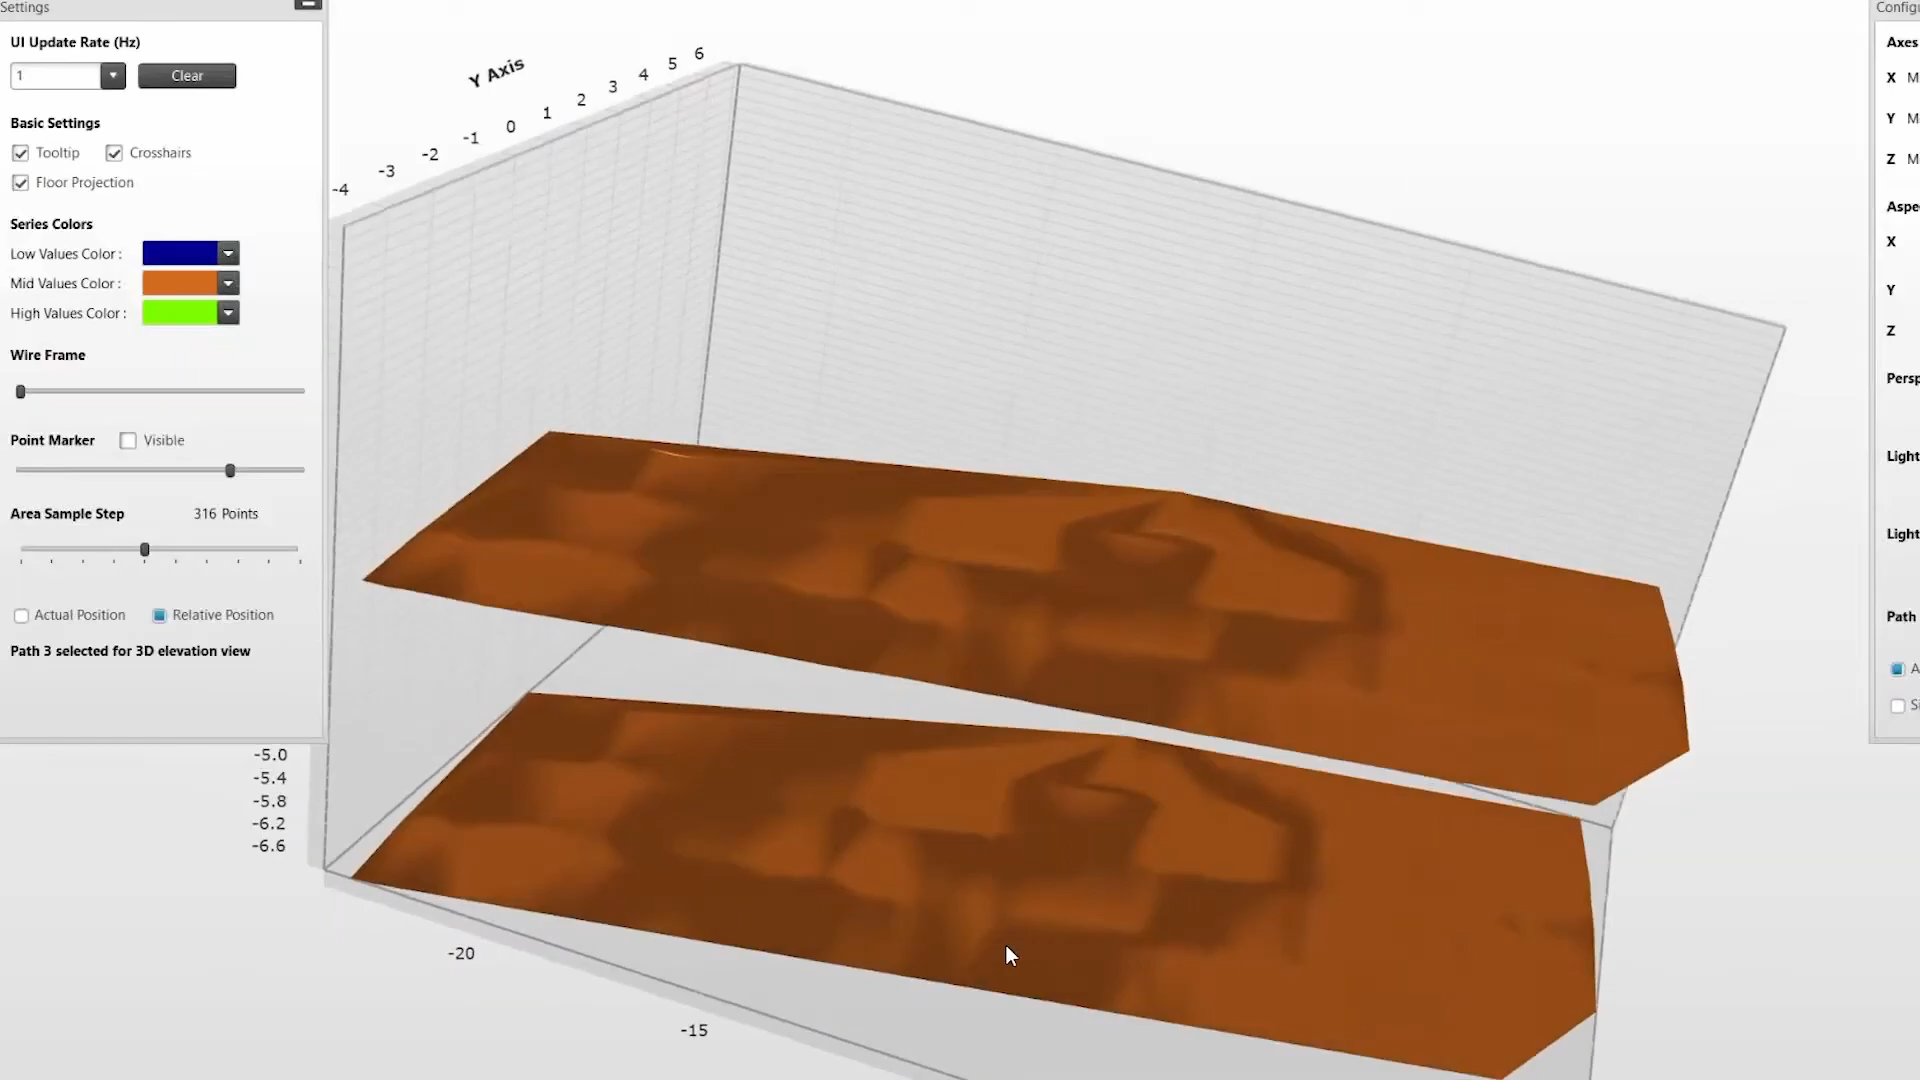 Settings
UI Update Rate (Hz)
1
Clear
Basic Settings
Tooltip
Crosshairs
Floor Projection
Series Colors
Low Values Color :
Mid Values Color :
High Values Color :
Wire Frame
Point Marker
Visible
Area Sample Step
316 Points
Actual Position
Relative Position
Path 3 selected for 3D elevation view
Y Axis
-4
-3
-2
-1
0
1
2
3
4
5
6
-5.0
-5.4
-5.8
-6.2
-6.6
-20
-15
Configu
Axes
X M
Y M
Z M
Aspe
X
Y
Z
Persp
Light
Light
Path
A
S